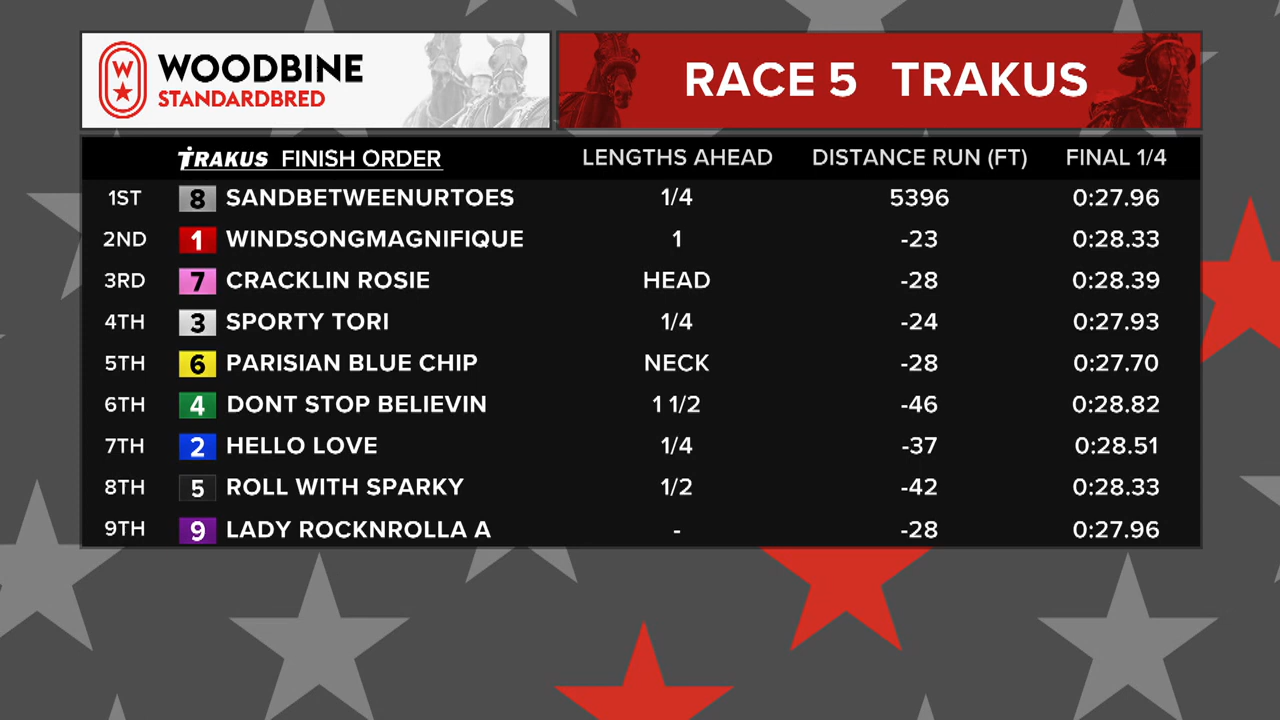 W
WOODBINE
STANDARDBRED
RACE 5 TRAKUS
TRAKUS FINISH ORDER LENGTHS AHEAD DISTANCE RUN (FT) FINAL 1/4
1ST 8 SANDBETWEENURTOES 1/4 5396 0:27.96
2ND 1 WINDSONGMAGNIFIQUE 1 -23 0:28.33
3RD 7 CRACKLIN ROSIE HEAD -28 0:28.39
4TH 3 SPORTY TORI 1/4 -24 0:27.93
5TH 6 PARISIAN BLUE CHIP NECK -28 0:27.70
6TH 4 DONT STOP BELIEVIN 1 1/2 -46 0:28.82
7TH 2 HELLO LOVE 1/4 -37 0:28.51
8TH 5 ROLL WITH SPARKY 1/2 -42 0:28.33
9TH 9 LADY ROCKNROLLA A - -28 0:27.96